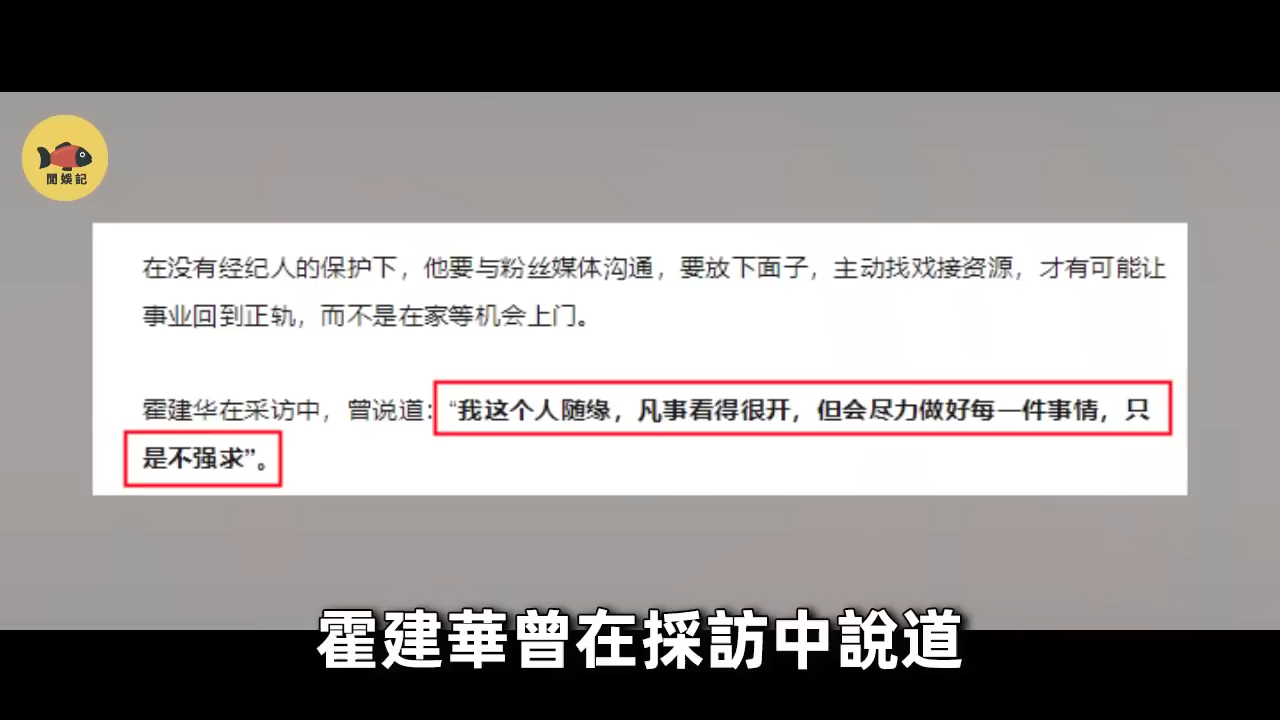 閒娛記
在没有经纪人的保护下，他要与粉丝媒体沟通，要放下面子，主动找戏接资源，才有可能让
事业回到正轨，而不是在家等机会上门。
霍建华在采访中，曾说道：“我这个人随缘，凡事看得很开，但会尽力做好每一件事情，只
是不强求”。
霍建華曾在採訪中說道